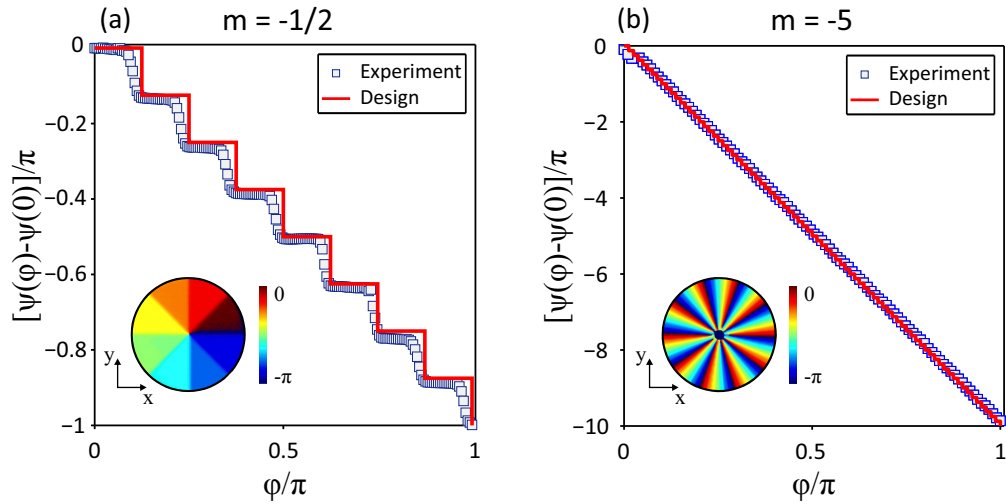 (a) m = -1/2
[ψ(φ)-ψ(0)]/π
0
−0.2
−0.4
−0.6
−0.8
−1
Experiment
Design
0
-π
y
x
0 0.5 1
φ/π
(b) m = -5
[ψ(φ)-ψ(0)]/π
0
−2
−4
−6
−8
−10
Experiment
Design
0
-π
y
x
0 0.5 1
φ/π